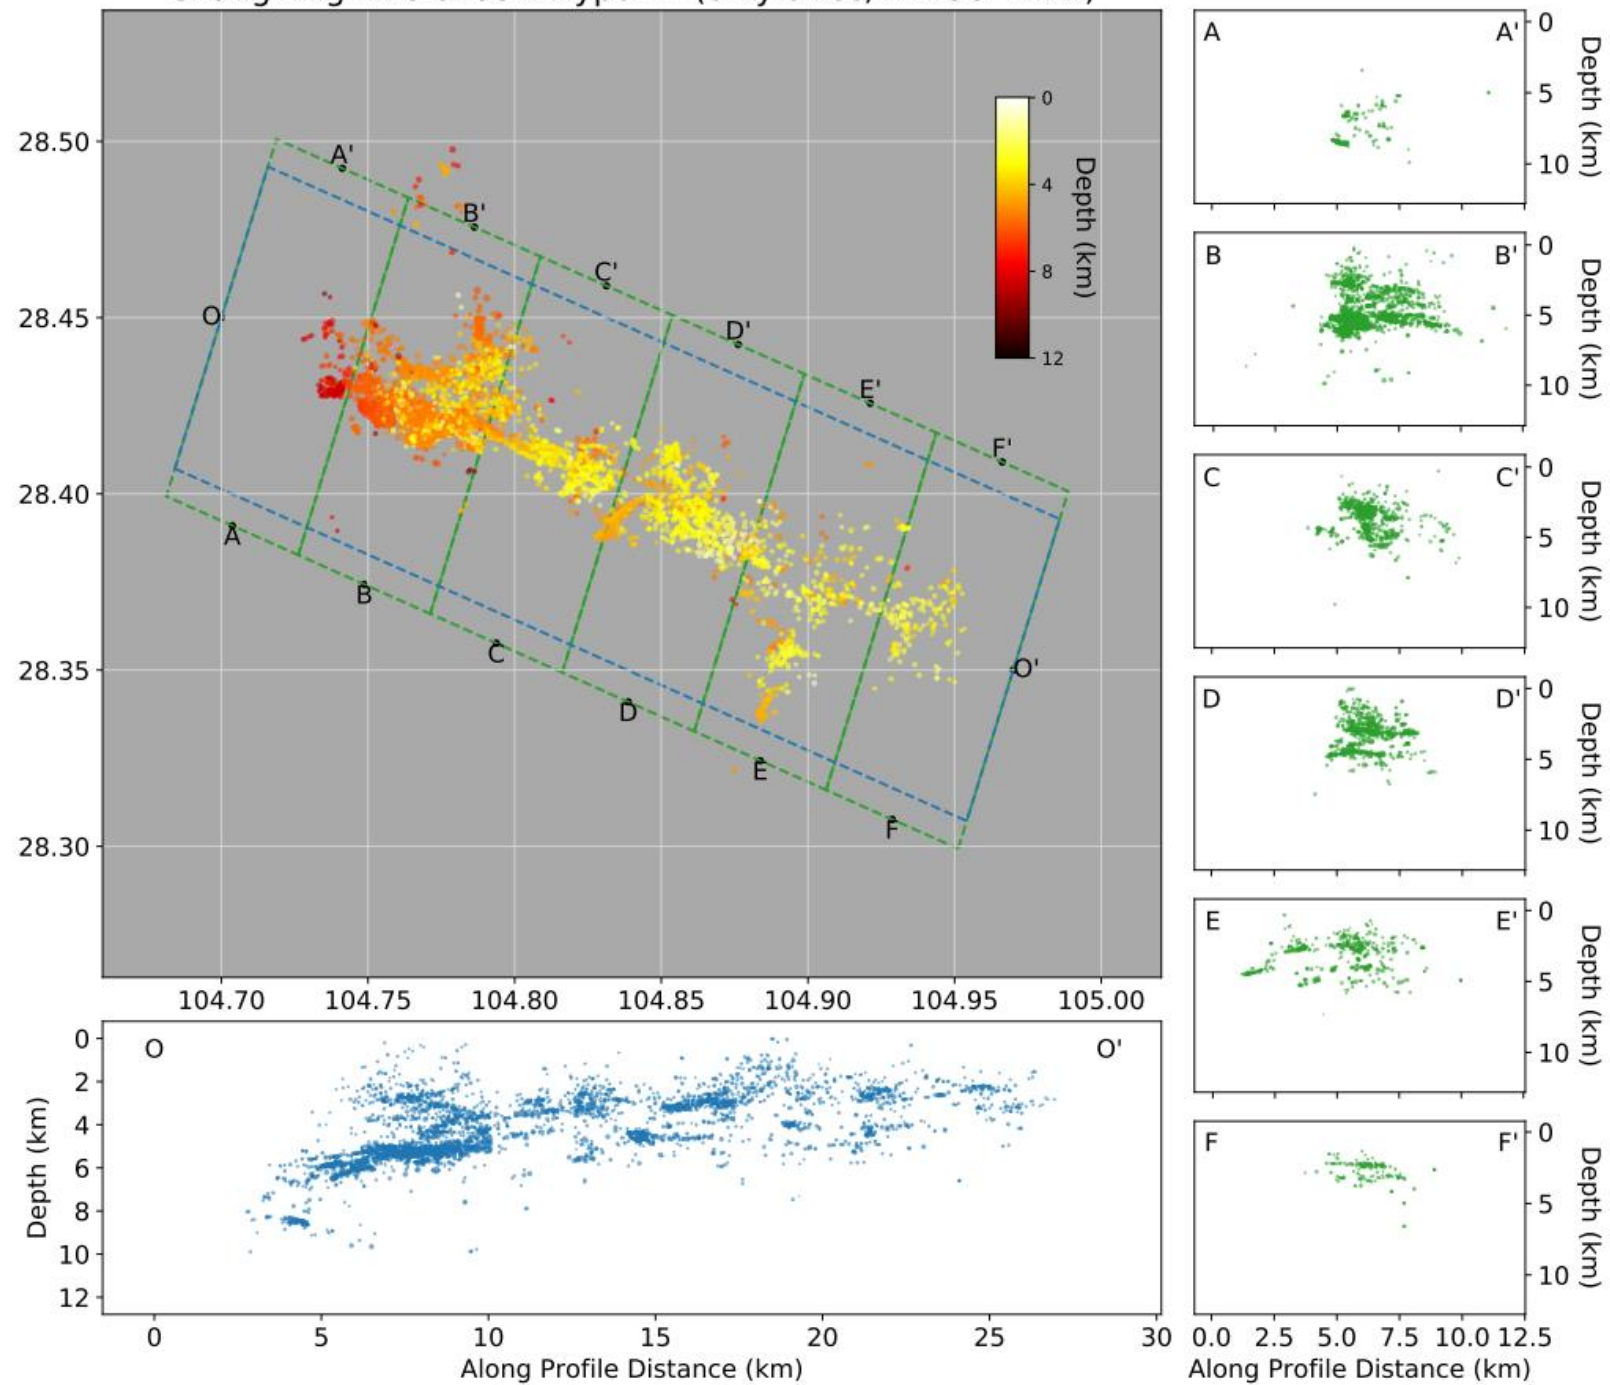 A'
B'
C'
D'
E'
F'
O
O'
A
B
C
D
E
F
28.50
28.45
28.40
28.35
28.30
104.70 104.75 104.80 104.85 104.90 104.95 105.00
0
4
8
12
Depth (km)
O O'
0
2
4
6
8
10
12
Depth (km)
0 5 10 15 20 25 30
Along Profile Distance (km)
A A'
0
5
10
Depth (km)
B B'
0
5
10
Depth (km)
C C'
0
5
10
Depth (km)
D D'
0
5
10
Depth (km)
E E'
0
5
10
Depth (km)
F F'
0
5
10
Depth (km)
0.0 2.5 5.0 7.5 10.0 12.5
Along Profile Distance (km)